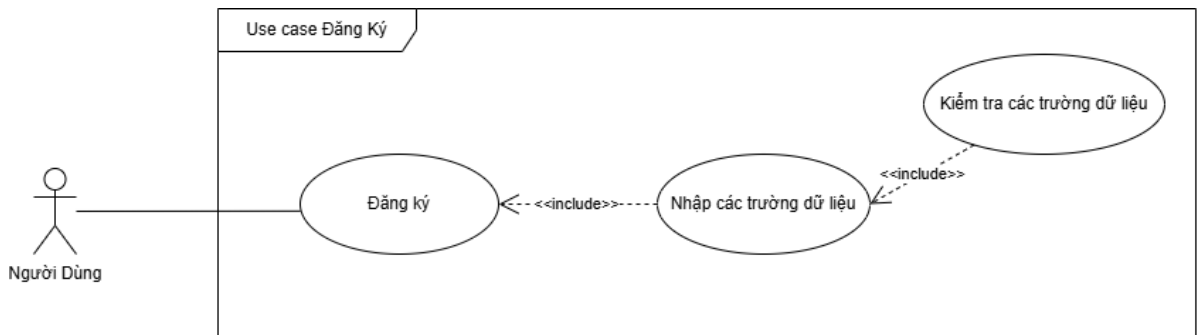 Use case Đăng Ký
Kiểm tra các trường dữ liệu
<<include>>
Đăng ký
<<include>>
Nhập các trường dữ liệu
Người Dùng